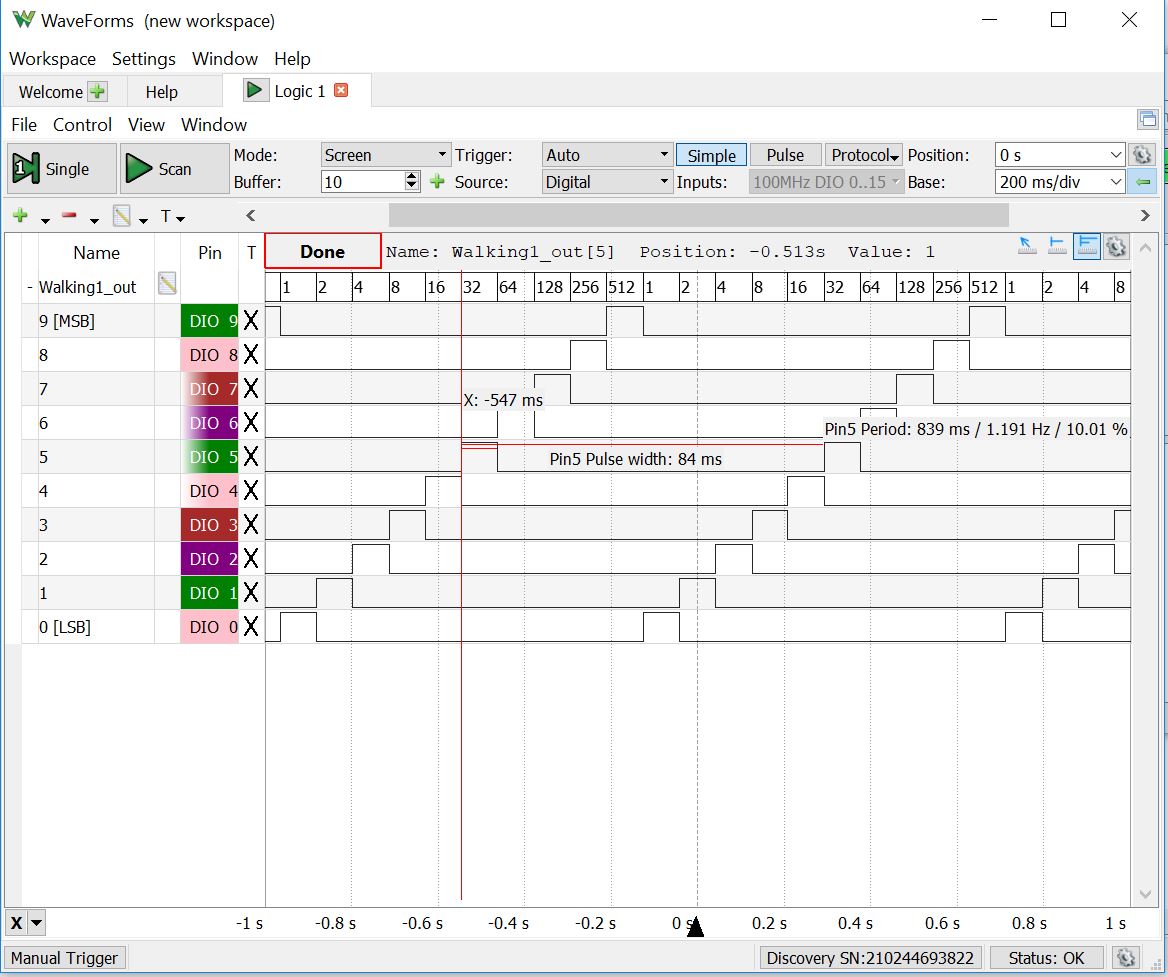 WaveForms (new workspace)
Workspace Settings Window Help
Welcome Help Logic 1
File Control View Window
Single Scan Mode: Screen Trigger: Auto Simple Pulse Protocol Position: 0 s
Buffer: 10 Source: Digital Inputs: 100MHz DIO 0..15 Base: 200 ms/div
T
Name Pin T Done Name: Walking1_out[5] Position: -0.513s Value: 1
- Walking1_out 1 2 4 8 16 32 64 128 256 512 1 2 4 8 16 32 64 128 256 512 1 2 4 8
9 [MSB] DIO 9 X
8 DIO 8 X
7 DIO 7 X
X: -547 ms
6 DIO 6 X
Pin5 Period: 839 ms / 1.191 Hz / 10.01 %
5 DIO 5 X Pin5 Pulse width: 84 ms
4 DIO 4 X
3 DIO 3 X
2 DIO 2 X
1 DIO 1 X
0 [LSB] DIO 0 X
X -1 s -0.8 s -0.6 s -0.4 s -0.2 s 0 s 0.2 s 0.4 s 0.6 s 0.8 s 1 s
Manual Trigger Discovery SN:210244693822 Status: OK